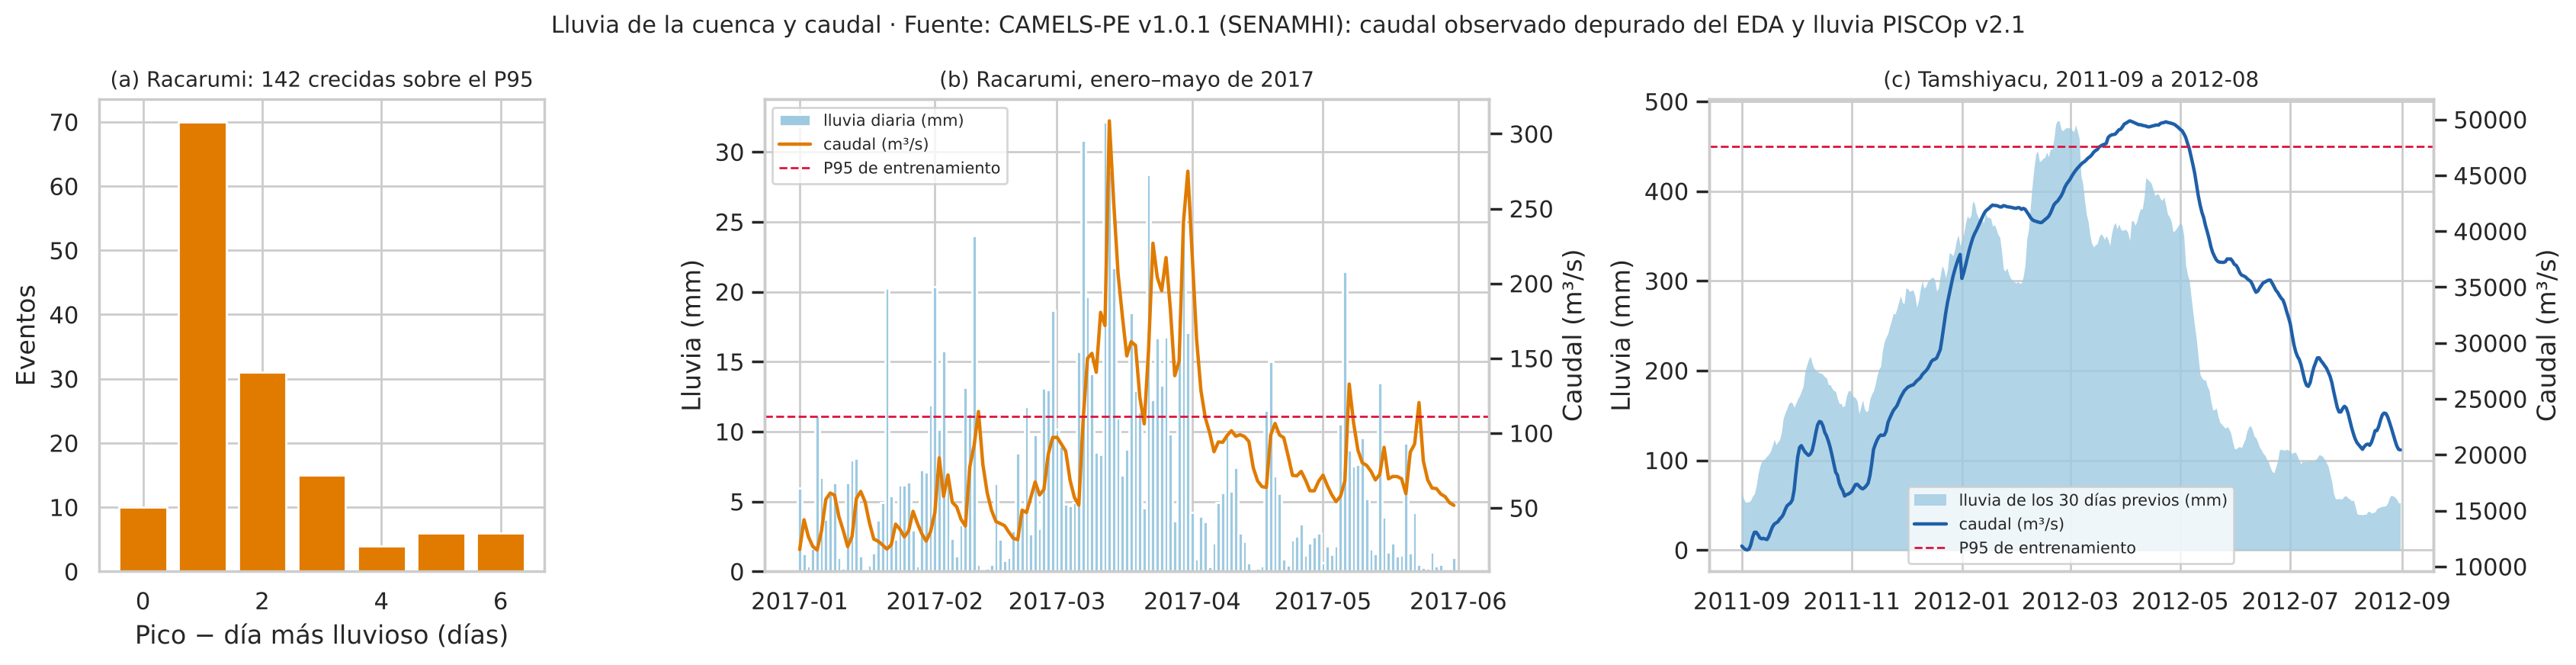 Lluvia de la cuenca y caudal · Fuente: CAMELS-PE v1.0.1 (SENAMHI): caudal observado depurado del EDA y lluvia PISCOp v2.1
(a) Racarumi: 142 crecidas sobre el P95
Eventos
70
60
50
40
30
20
10
0
0 2 4 6
Pico − día más lluvioso (días)
(b) Racarumi, enero–mayo de 2017
lluvia diaria (mm)
caudal (m³/s)
P95 de entrenamiento
Lluvia (mm)
30
25
20
15
10
5
0
300
250
200
150
100
50
Caudal (m³/s)
2017-01 2017-02 2017-03 2017-04 2017-05 2017-06
(c) Tamshiyacu, 2011-09 a 2012-08
Lluvia (mm)
500
400
300
200
100
0
lluvia de los 30 días previos (mm)
caudal (m³/s)
P95 de entrenamiento
50000
45000
40000
35000
30000
25000
20000
15000
10000
Caudal (m³/s)
2011-09 2011-11 2012-01 2012-03 2012-05 2012-07 2012-09